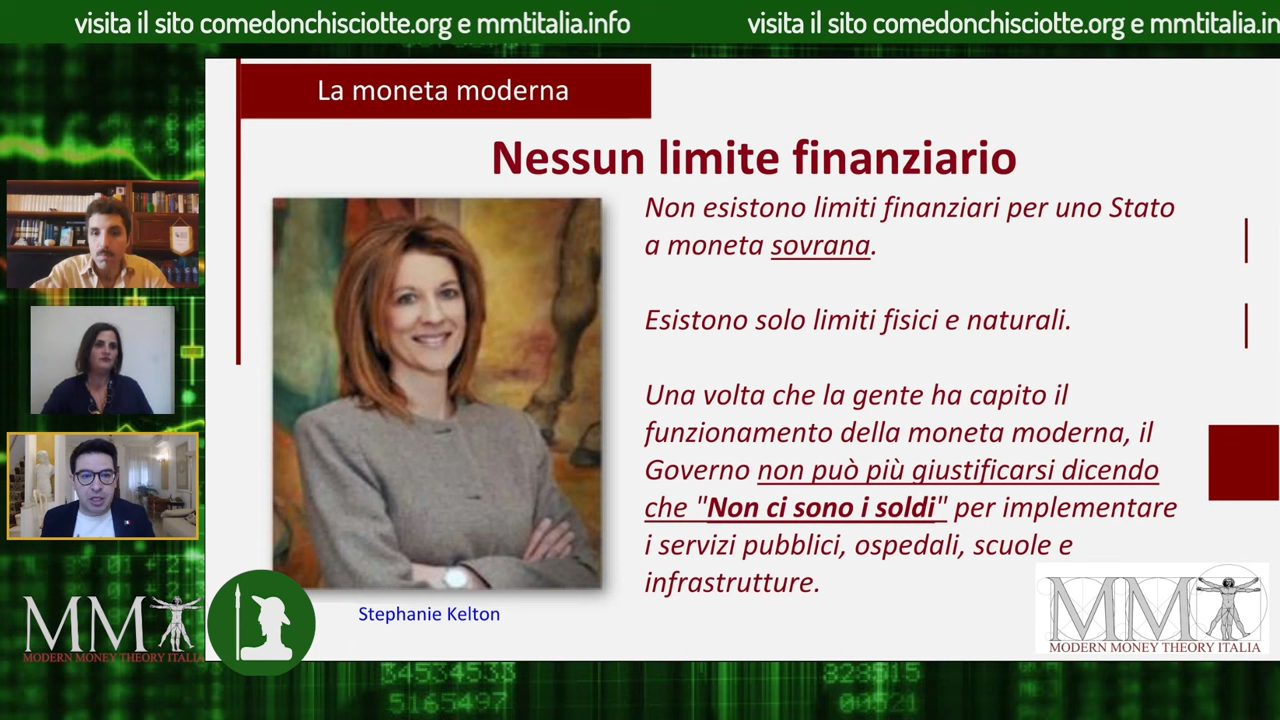 visita il sito comedonchisciotte.org e mmtitalia.info
visita il sito comedonchisciotte.org e mmtitalia.in
La moneta moderna
Nessun limite finanziario
Non esistono limiti finanziari per uno Stato
a moneta sovrana.
Esistono solo limiti fisici e naturali.
Una volta che la gente ha capito il
funzionamento della moneta moderna, il
Governo non può più giustificarsi dicendo
che "Non ci sono i soldi" per implementare
i servizi pubblici, ospedali, scuole e
infrastrutture.
Stephanie Kelton
MMT
MODERN MONEY THEORY ITALIA
MMT
MODERN MONEY THEORY ITALIA